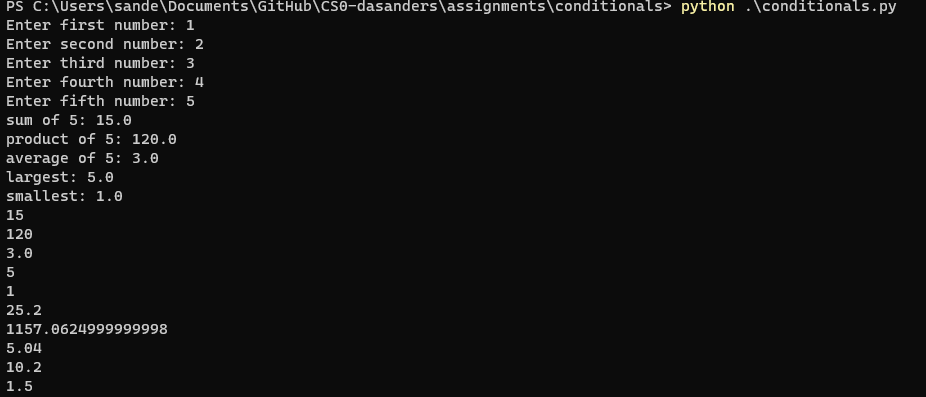 PS C:\Users\sande\Documents\GitHub\CS0-dasanders\assignments\conditionals> python .\conditionals.py
Enter first number: 1
Enter second number: 2
Enter third number: 3
Enter fourth number: 4
Enter fifth number: 5
sum of 5: 15.0
product of 5: 120.0
average of 5: 3.0
largest: 5.0
smallest: 1.0
15
120
3.0
5
1
25.2
1157.0624999999998
5.04
10.2
1.5